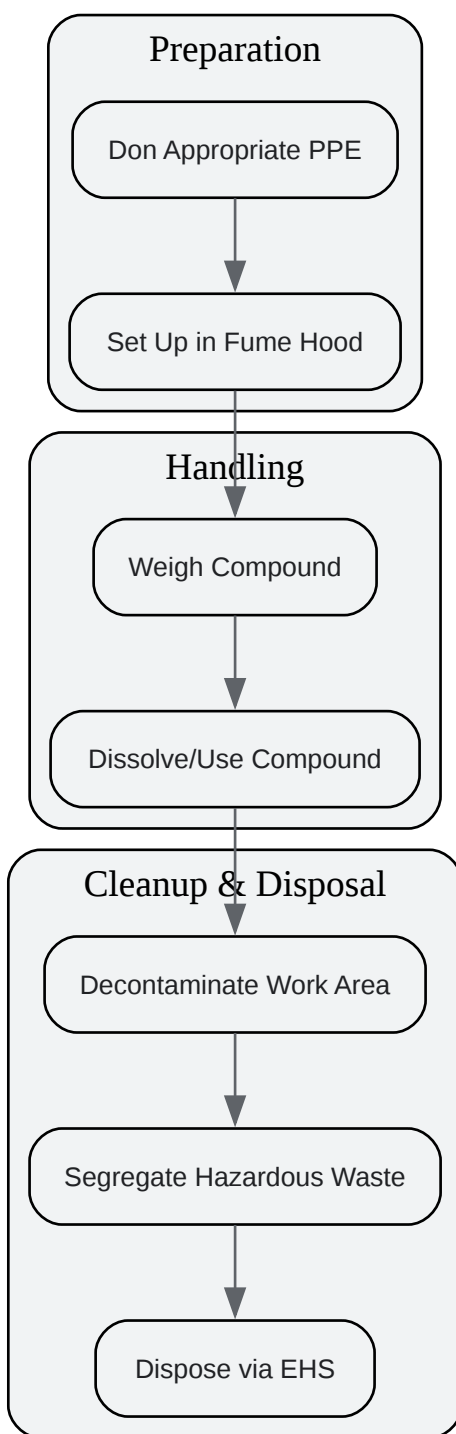 Preparation
Don Appropriate PPE
Set Up in Fume Hood
Handling
Weigh Compound
Dissolve/Use Compound
Cleanup & Disposal
Decontaminate Work Area
Segregate Hazardous Waste
Dispose via EHS